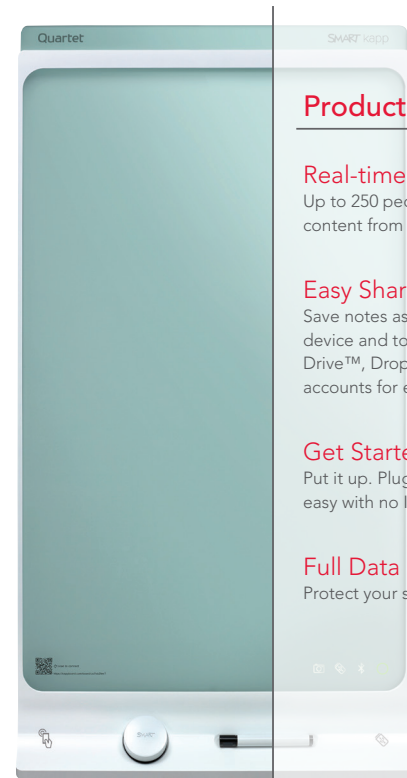 Quartet
SMART kapp
Product
Real-time
Up to 250
content from
Easy Shar
Save notes as
device and to
Drive™, Drop
accounts for e
Get Starte
Put it up. Plug
easy with no I
Full Data
Protect your s
SMART